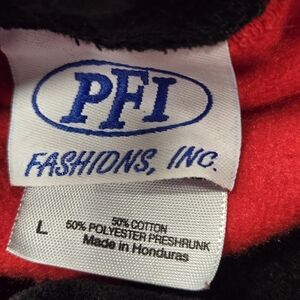 PFI
FASHIONS, INC.
50% COTTON
L 50% POLYESTER PRESHRUNK
Made in Honduras